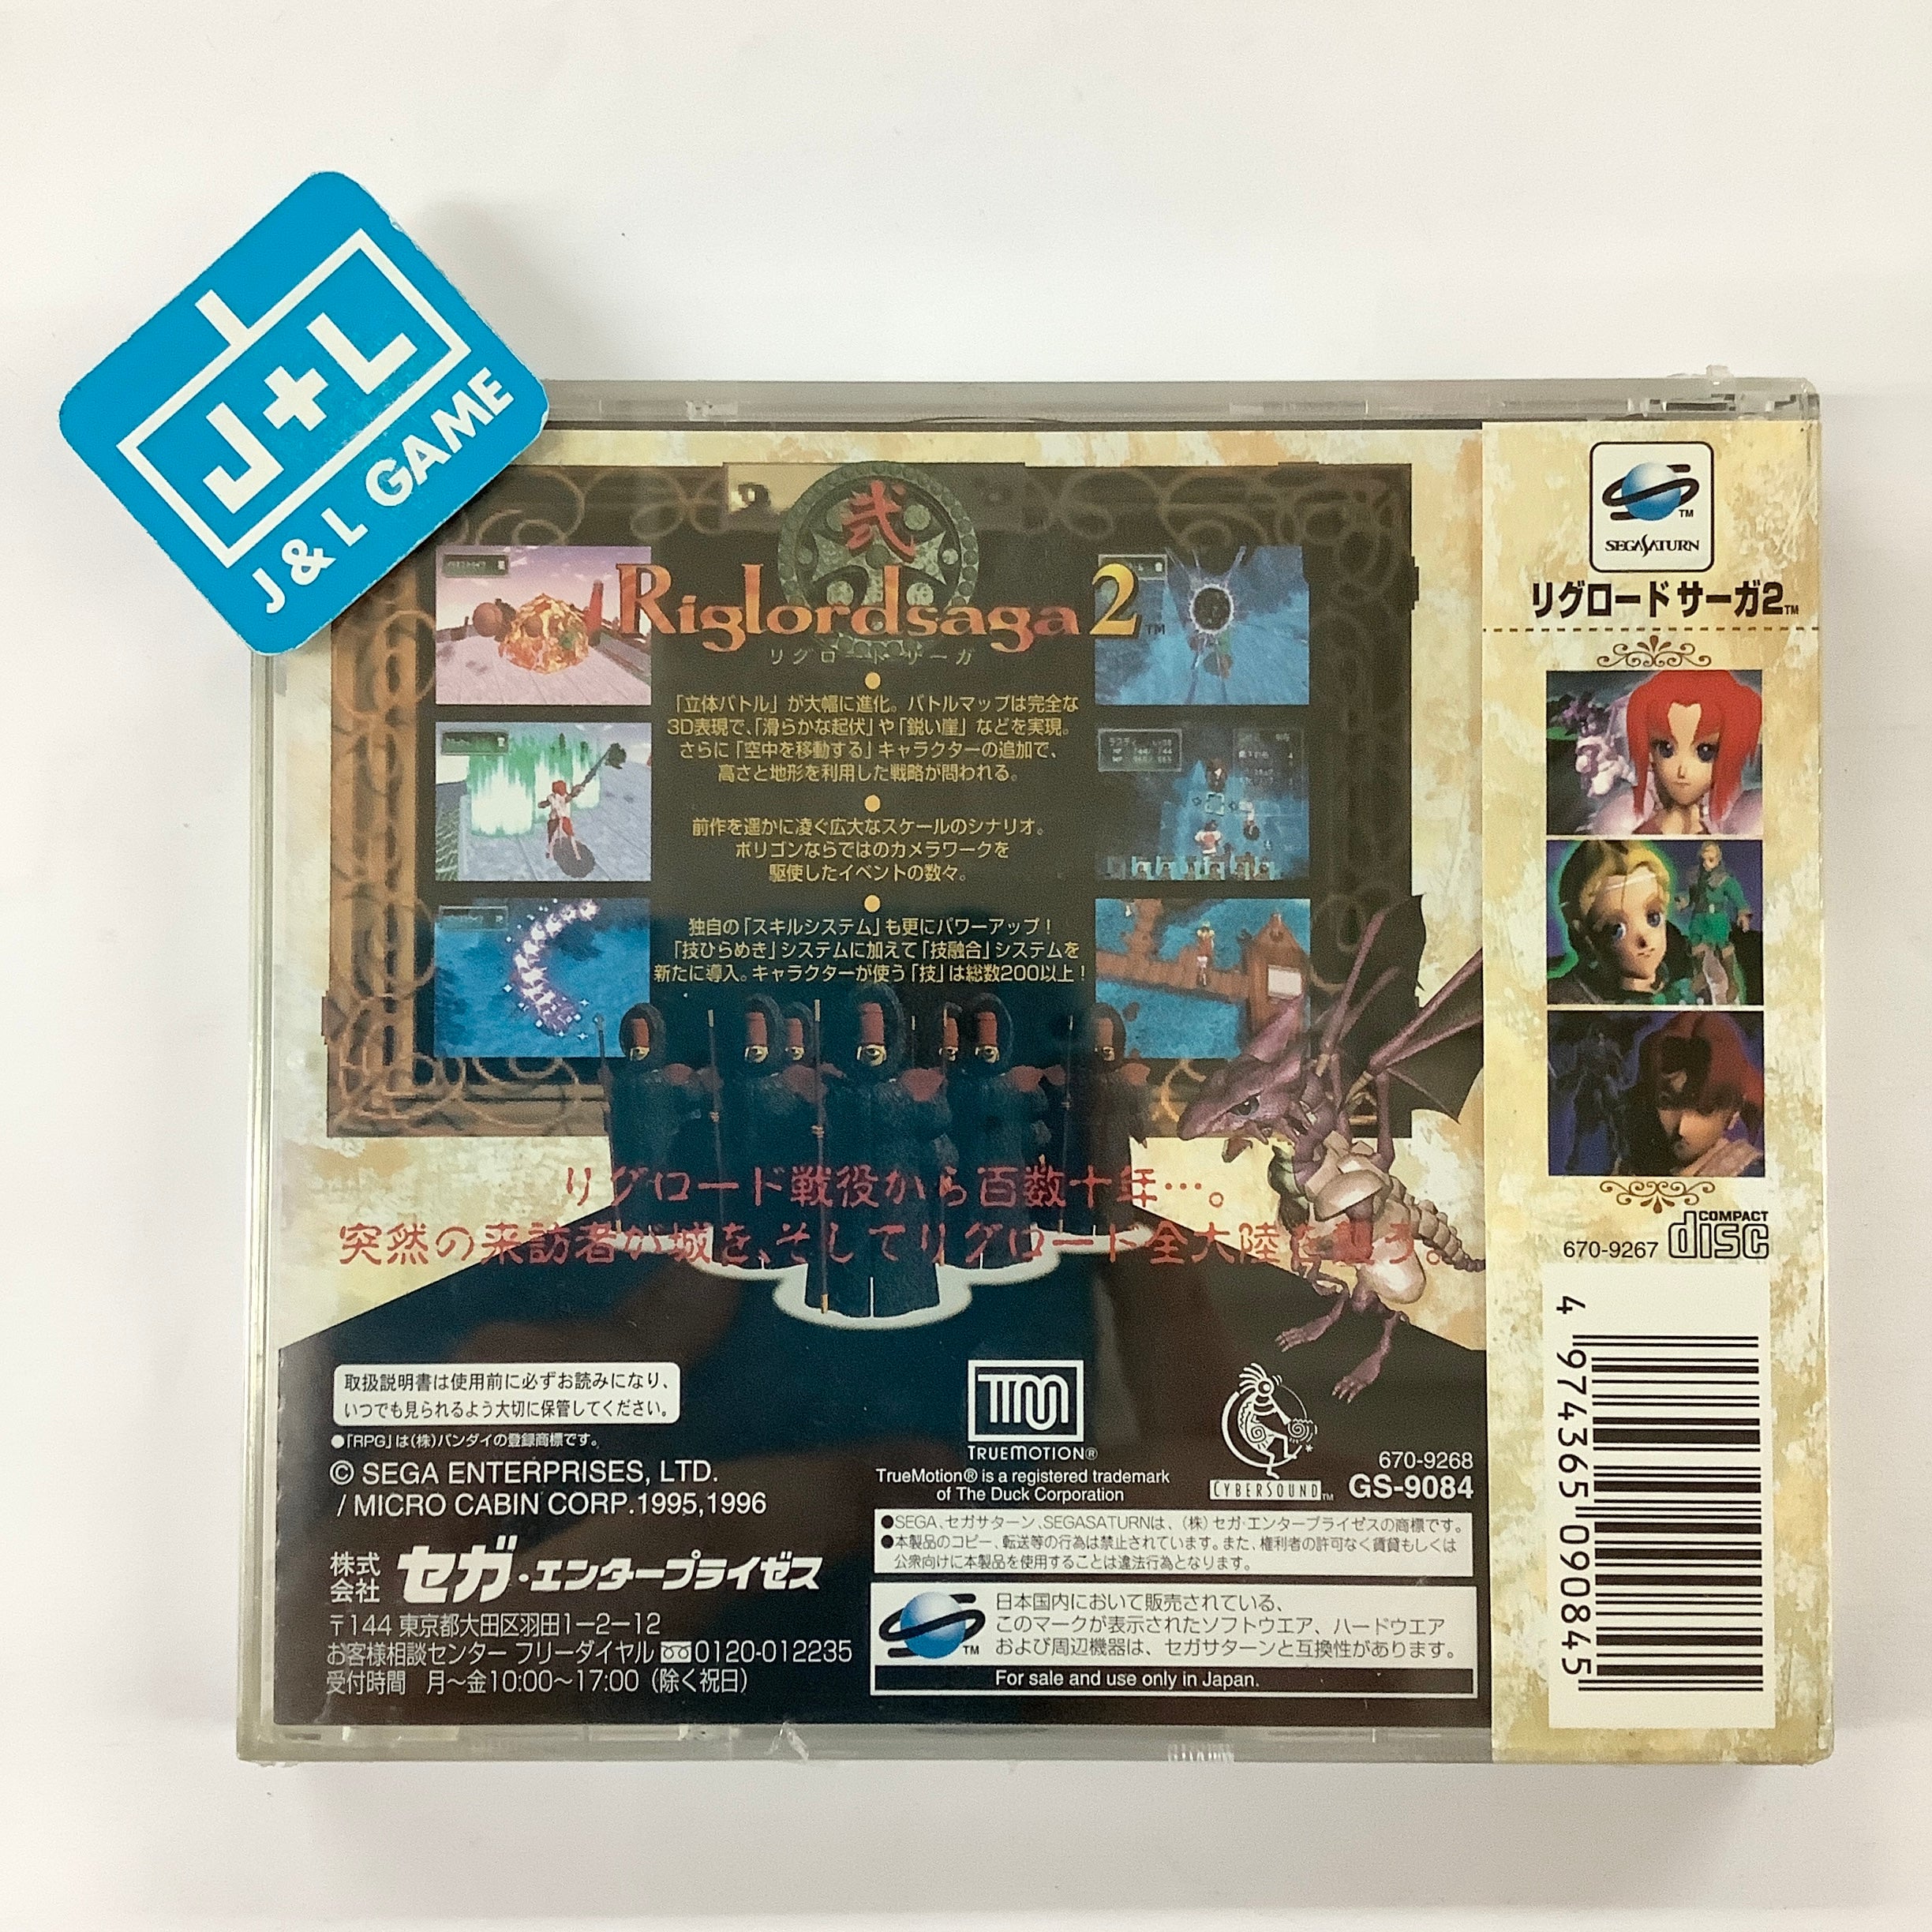 J+L
J & L GAME
弐
Riglordsaga 2™
リグロード サーガ
「立体バトル」が大幅に進化。バトルマップは完全な
3D表現で、「滑らかな起伏」や「鋭い崖」などを実現。
さらに「空中を移動する」キャラクターの追加で、
高さと地形を利用した戦略が問われる。
前作を遥かに凌ぐ広大なスケールのシナリオ。
ポリゴンならではのカメラワークを
駆使したイベントの数々。
独自の「スキルシステム」も更にパワーアップ！
「技ひらめき」システムに加えて「技融合」システムを
新たに導入。キャラクターが使う「技」は総数200以上！
リグロード戦役から百数十年…。
突然の来訪者が城を、そしてリグロード全大陸を襲う。
取扱説明書は使用前に必ずお読みになり、
いつでも見られるよう大切に保管してください。
●「RPG」は(株)バンダイの登録商標です。
© SEGA ENTERPRISES, LTD.
/ MICRO CABIN CORP.1995,1996
株式会社 セガ・エンタープライゼス
〒144 東京都大田区羽田1-2-12
お客様相談センター フリーダイヤル 0120-012235
受付時間 月〜金10:00〜17:00（除く祝日）
TRUEMOTION®
TrueMotion® is a registered trademark
of The Duck Corporation
CYBERSOUND™
670-9268
GS-9084
●SEGA、セガサターン、SEGASATURNは、（株）セガ・エンタープライゼスの商標です。
●本製品のコピー、転送等の行為は禁止されています。また、権利者の許可なく賃貸もしくは
公衆向けに本製品を使用することは違法行為となります。
TM
日本国内において販売されている、
このマークが表示されたソフトウエア、ハードウエア
および周辺機器は、セガサターンと互換性があります。
For sale and use only in Japan.
TM
SEGASATURN
リグロード サーガ2™
670-9267
COMPACT
disc
4 974365 090845